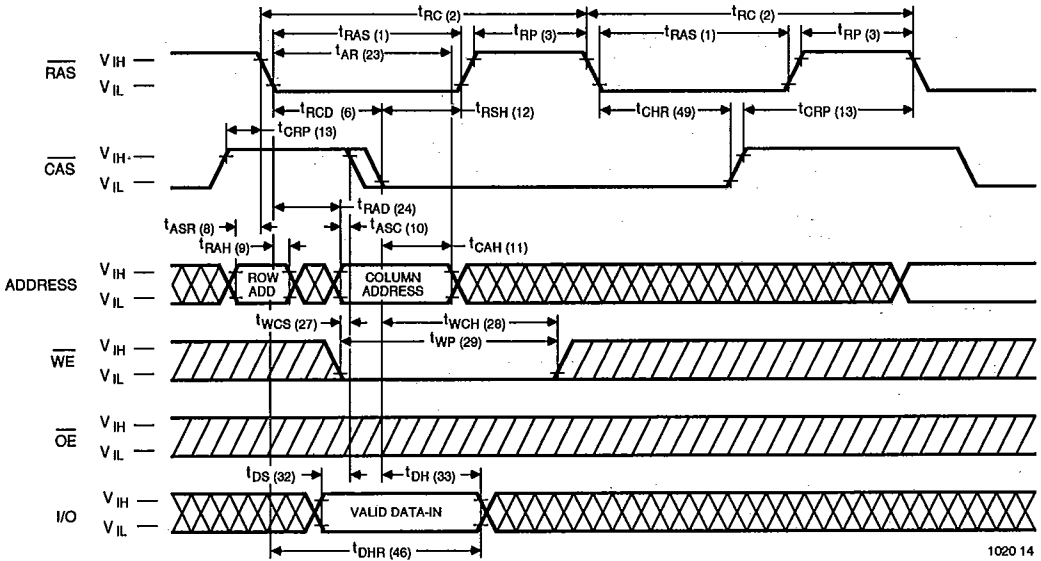 tRC (2) tRC (2)
tRAS (1) tRP (3) tRAS (1) tRP (3)
tAR (23)
RAS VIH
VIL
tRCD (6) tRSH (12) tCHR (49) tCRP (13)
tCRP (13)
CAS VIH
VIL
tRAD (24)
tASR (8) tASC (10)
tRAH (9) tCAH (11)
ADDRESS VIH ROW ADD COLUMN ADDRESS
VIL
tWCS (27) tWCH (28)
tWP (29)
WE VIH
VIL
OE VIH
VIL
tDS (32) tDH (33)
I/O VIH VALID DATA-IN
VIL
tDHR (46)
1020 14